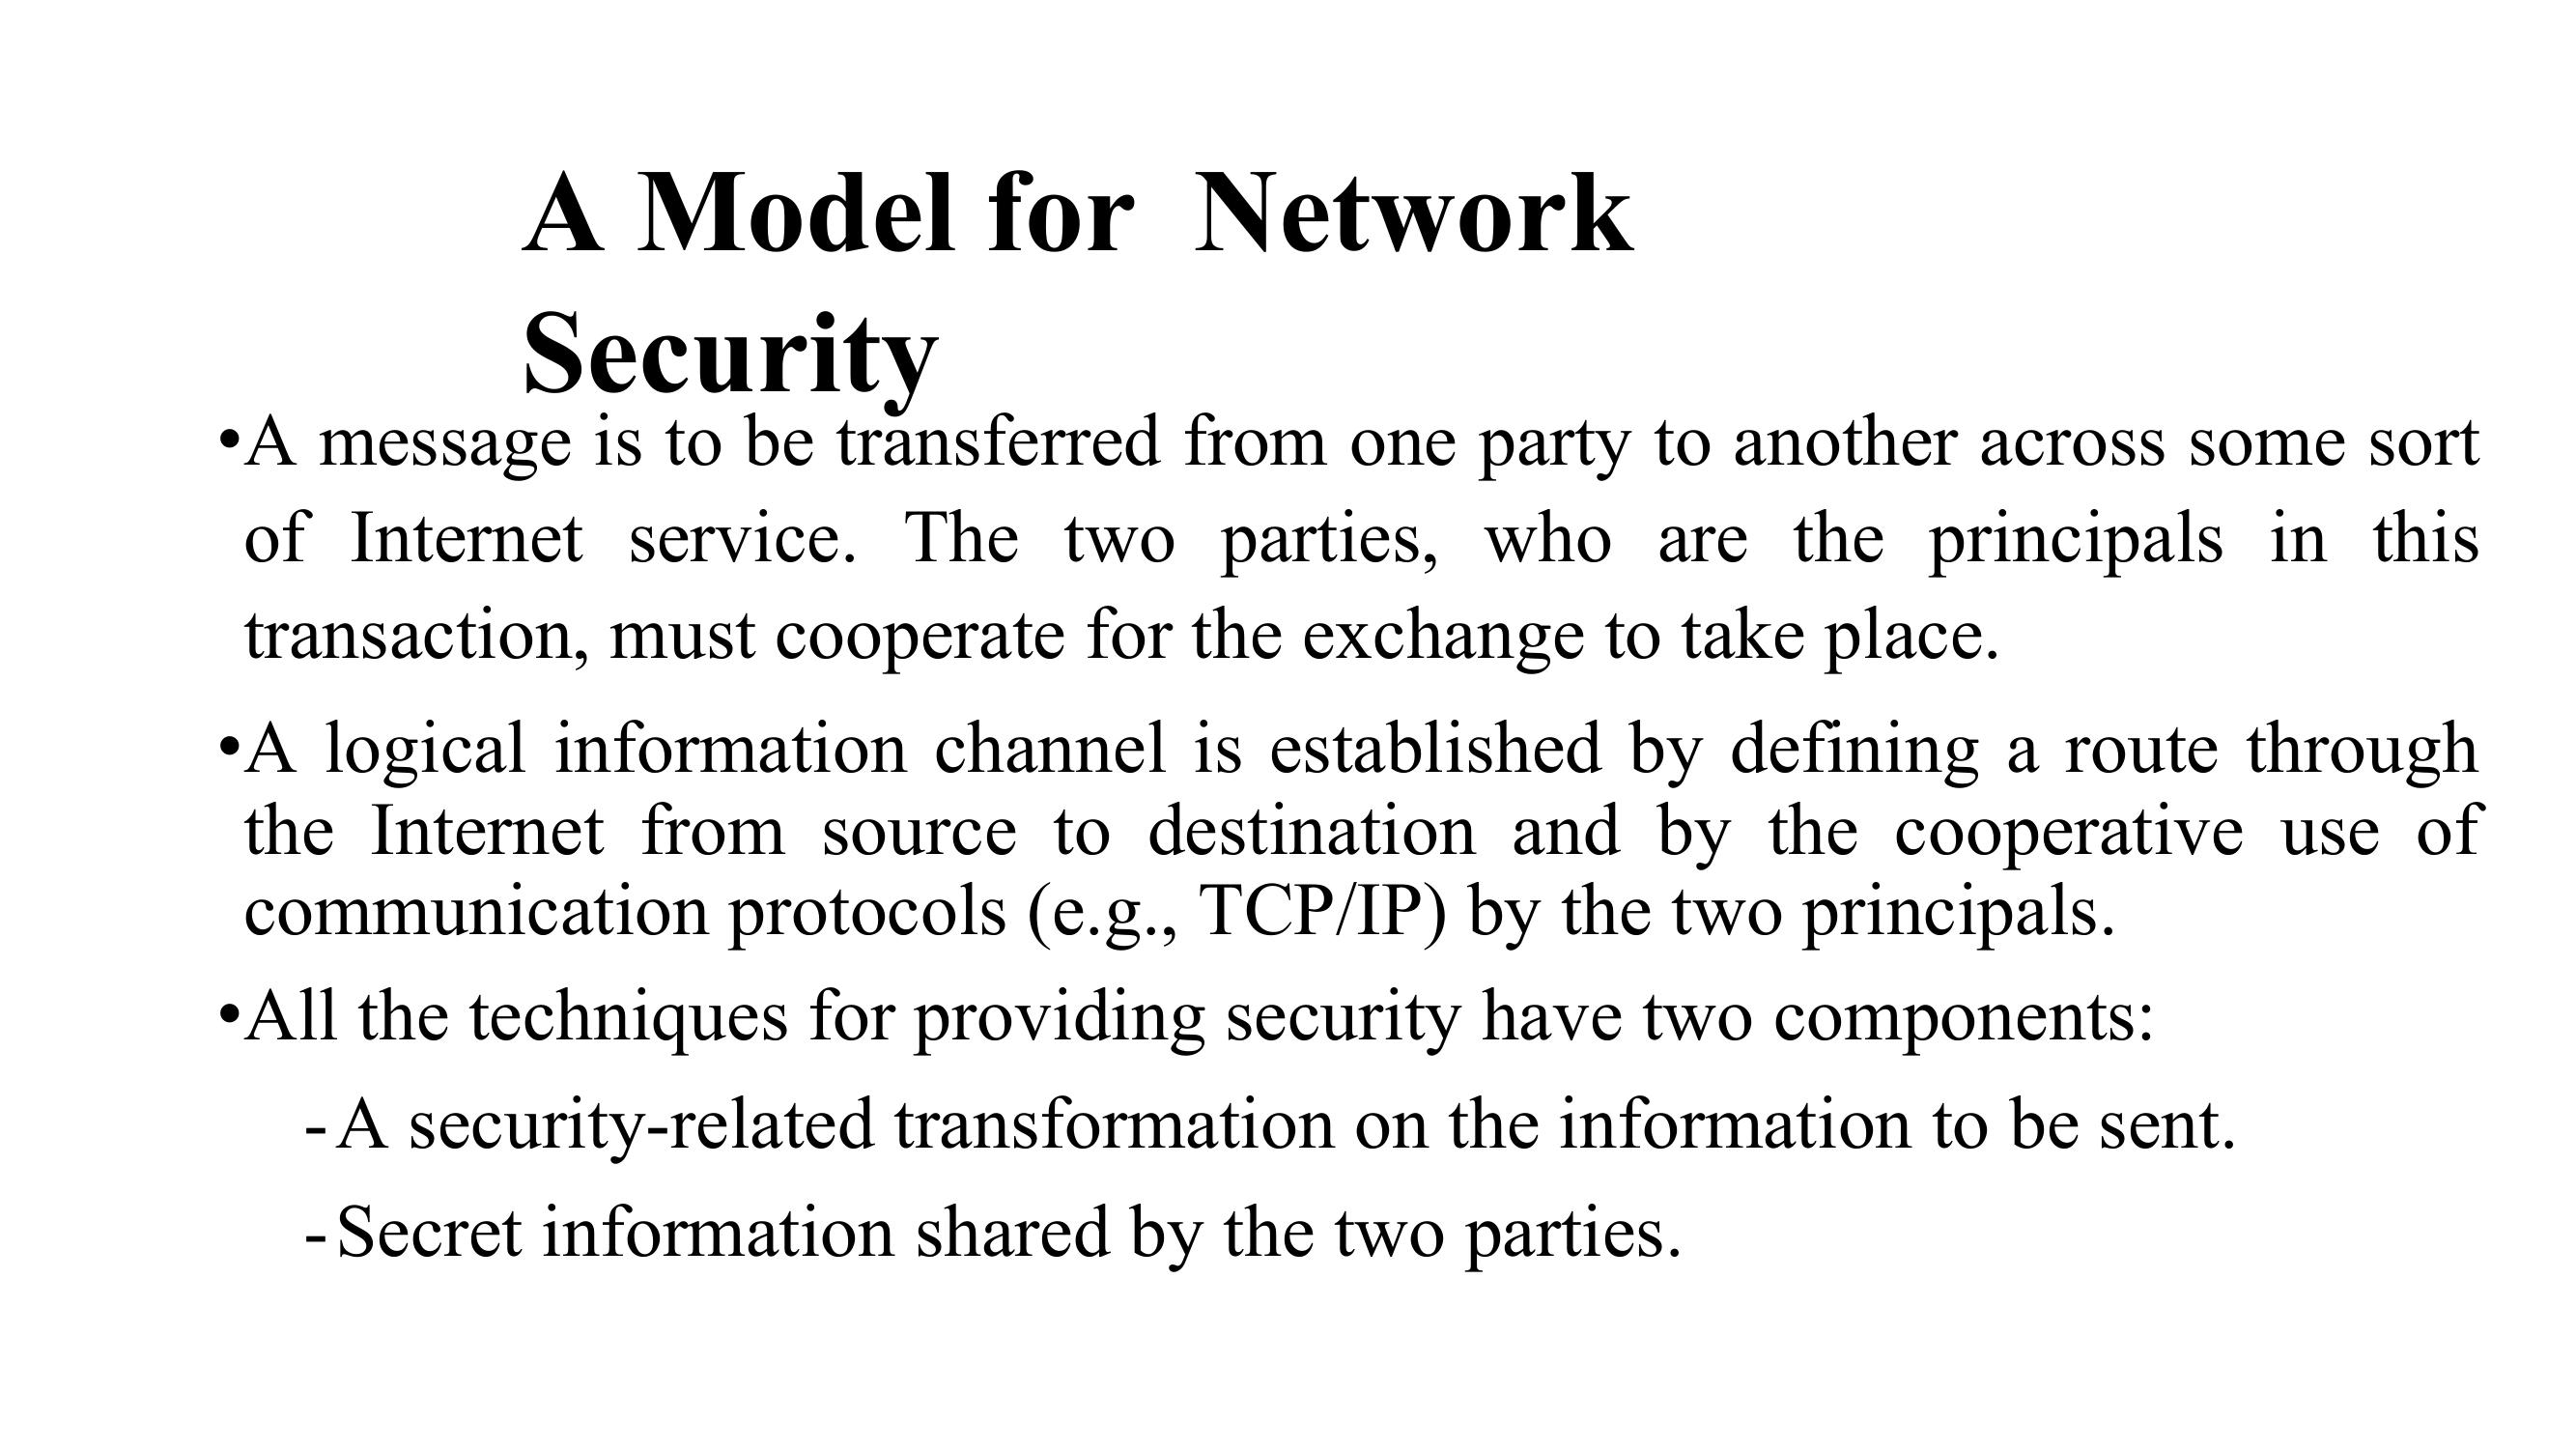 A Model for  Network
Security
•A message is to be transferred from one party to another across some sort
of Internet service. The two parties, who are the principals in this
transaction, must cooperate for the exchange to take place.
•A logical information channel is established by defining a route through
the Internet from source to destination and by the cooperative use of
communication protocols (e.g., TCP/IP) by the two principals.
•All the techniques for providing security have two components:
-A security-related transformation on the information to be sent.
-Secret information shared by the two parties.